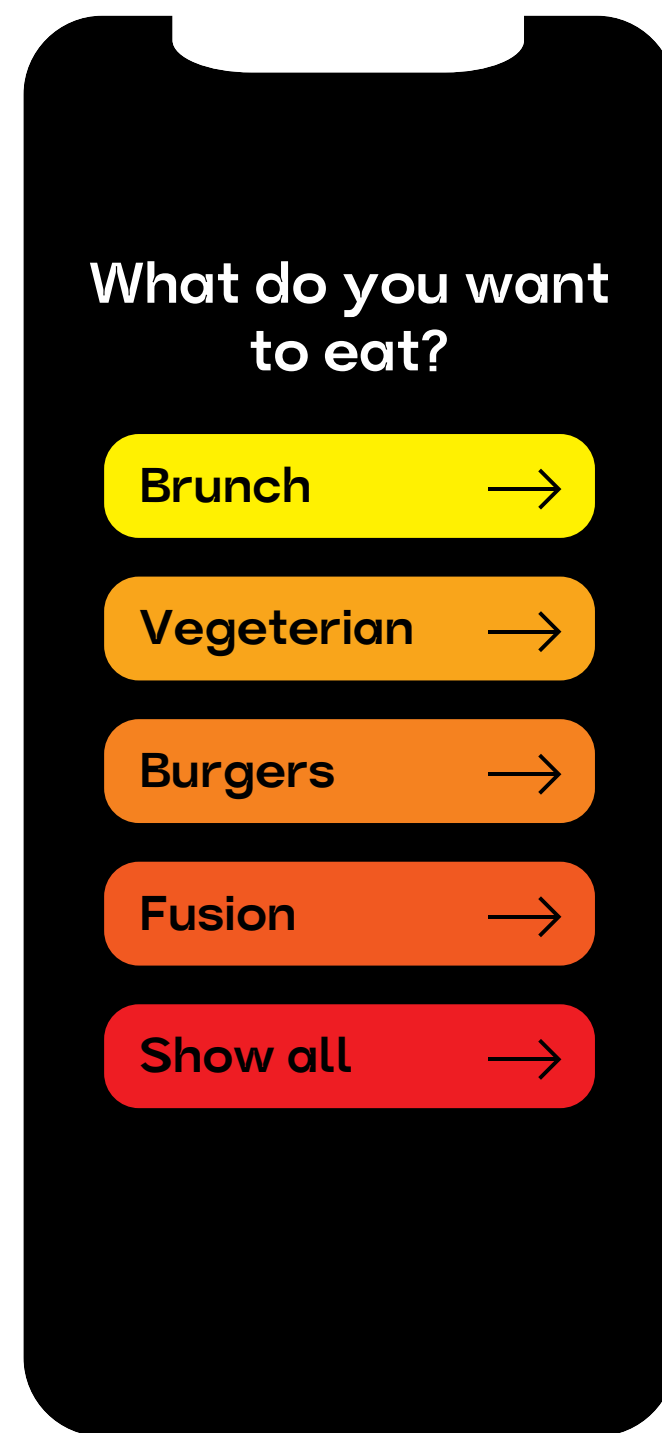 What do you want
to eat?
Brunch
Vegeterian
Burgers
Fusion
Show all